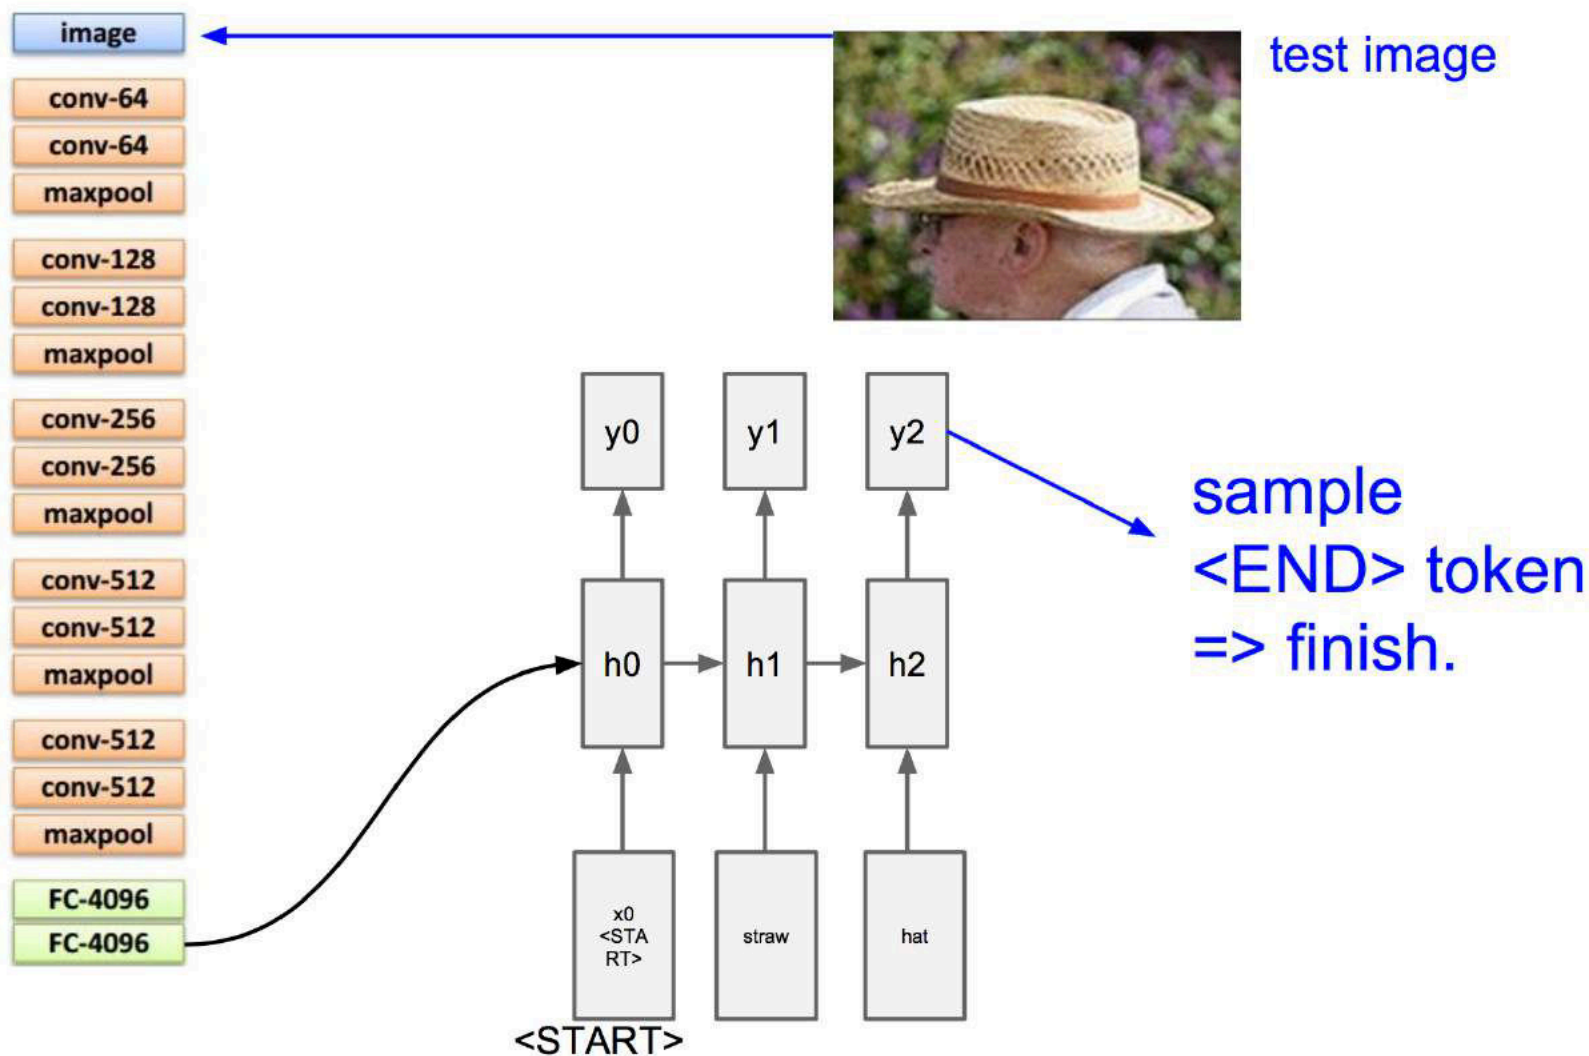 image
conv-64
conv-64
maxpool
conv-128
conv-128
maxpool
conv-256
conv-256
maxpool
conv-512
conv-512
maxpool
conv-512
conv-512
maxpool
FC-4096
FC-4096
test image
y0
y1
y2
sample
<END> token
=> finish.
h0
h1
h2
x0
<STA
RT>
straw
hat
<START>